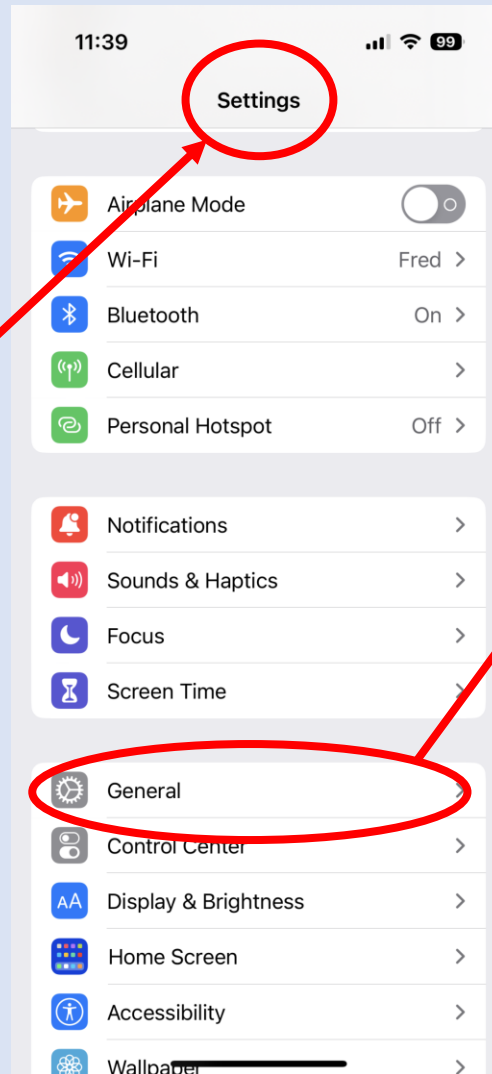 11:39 99
Settings
Airplane Mode
Wi-Fi Fred
Bluetooth On
Cellular
Personal Hotspot Off
Notifications
Sounds & Haptics
Focus
Screen Time
General
Control Center
AA Display & Brightness
Home Screen
Accessibility
Wallpaper